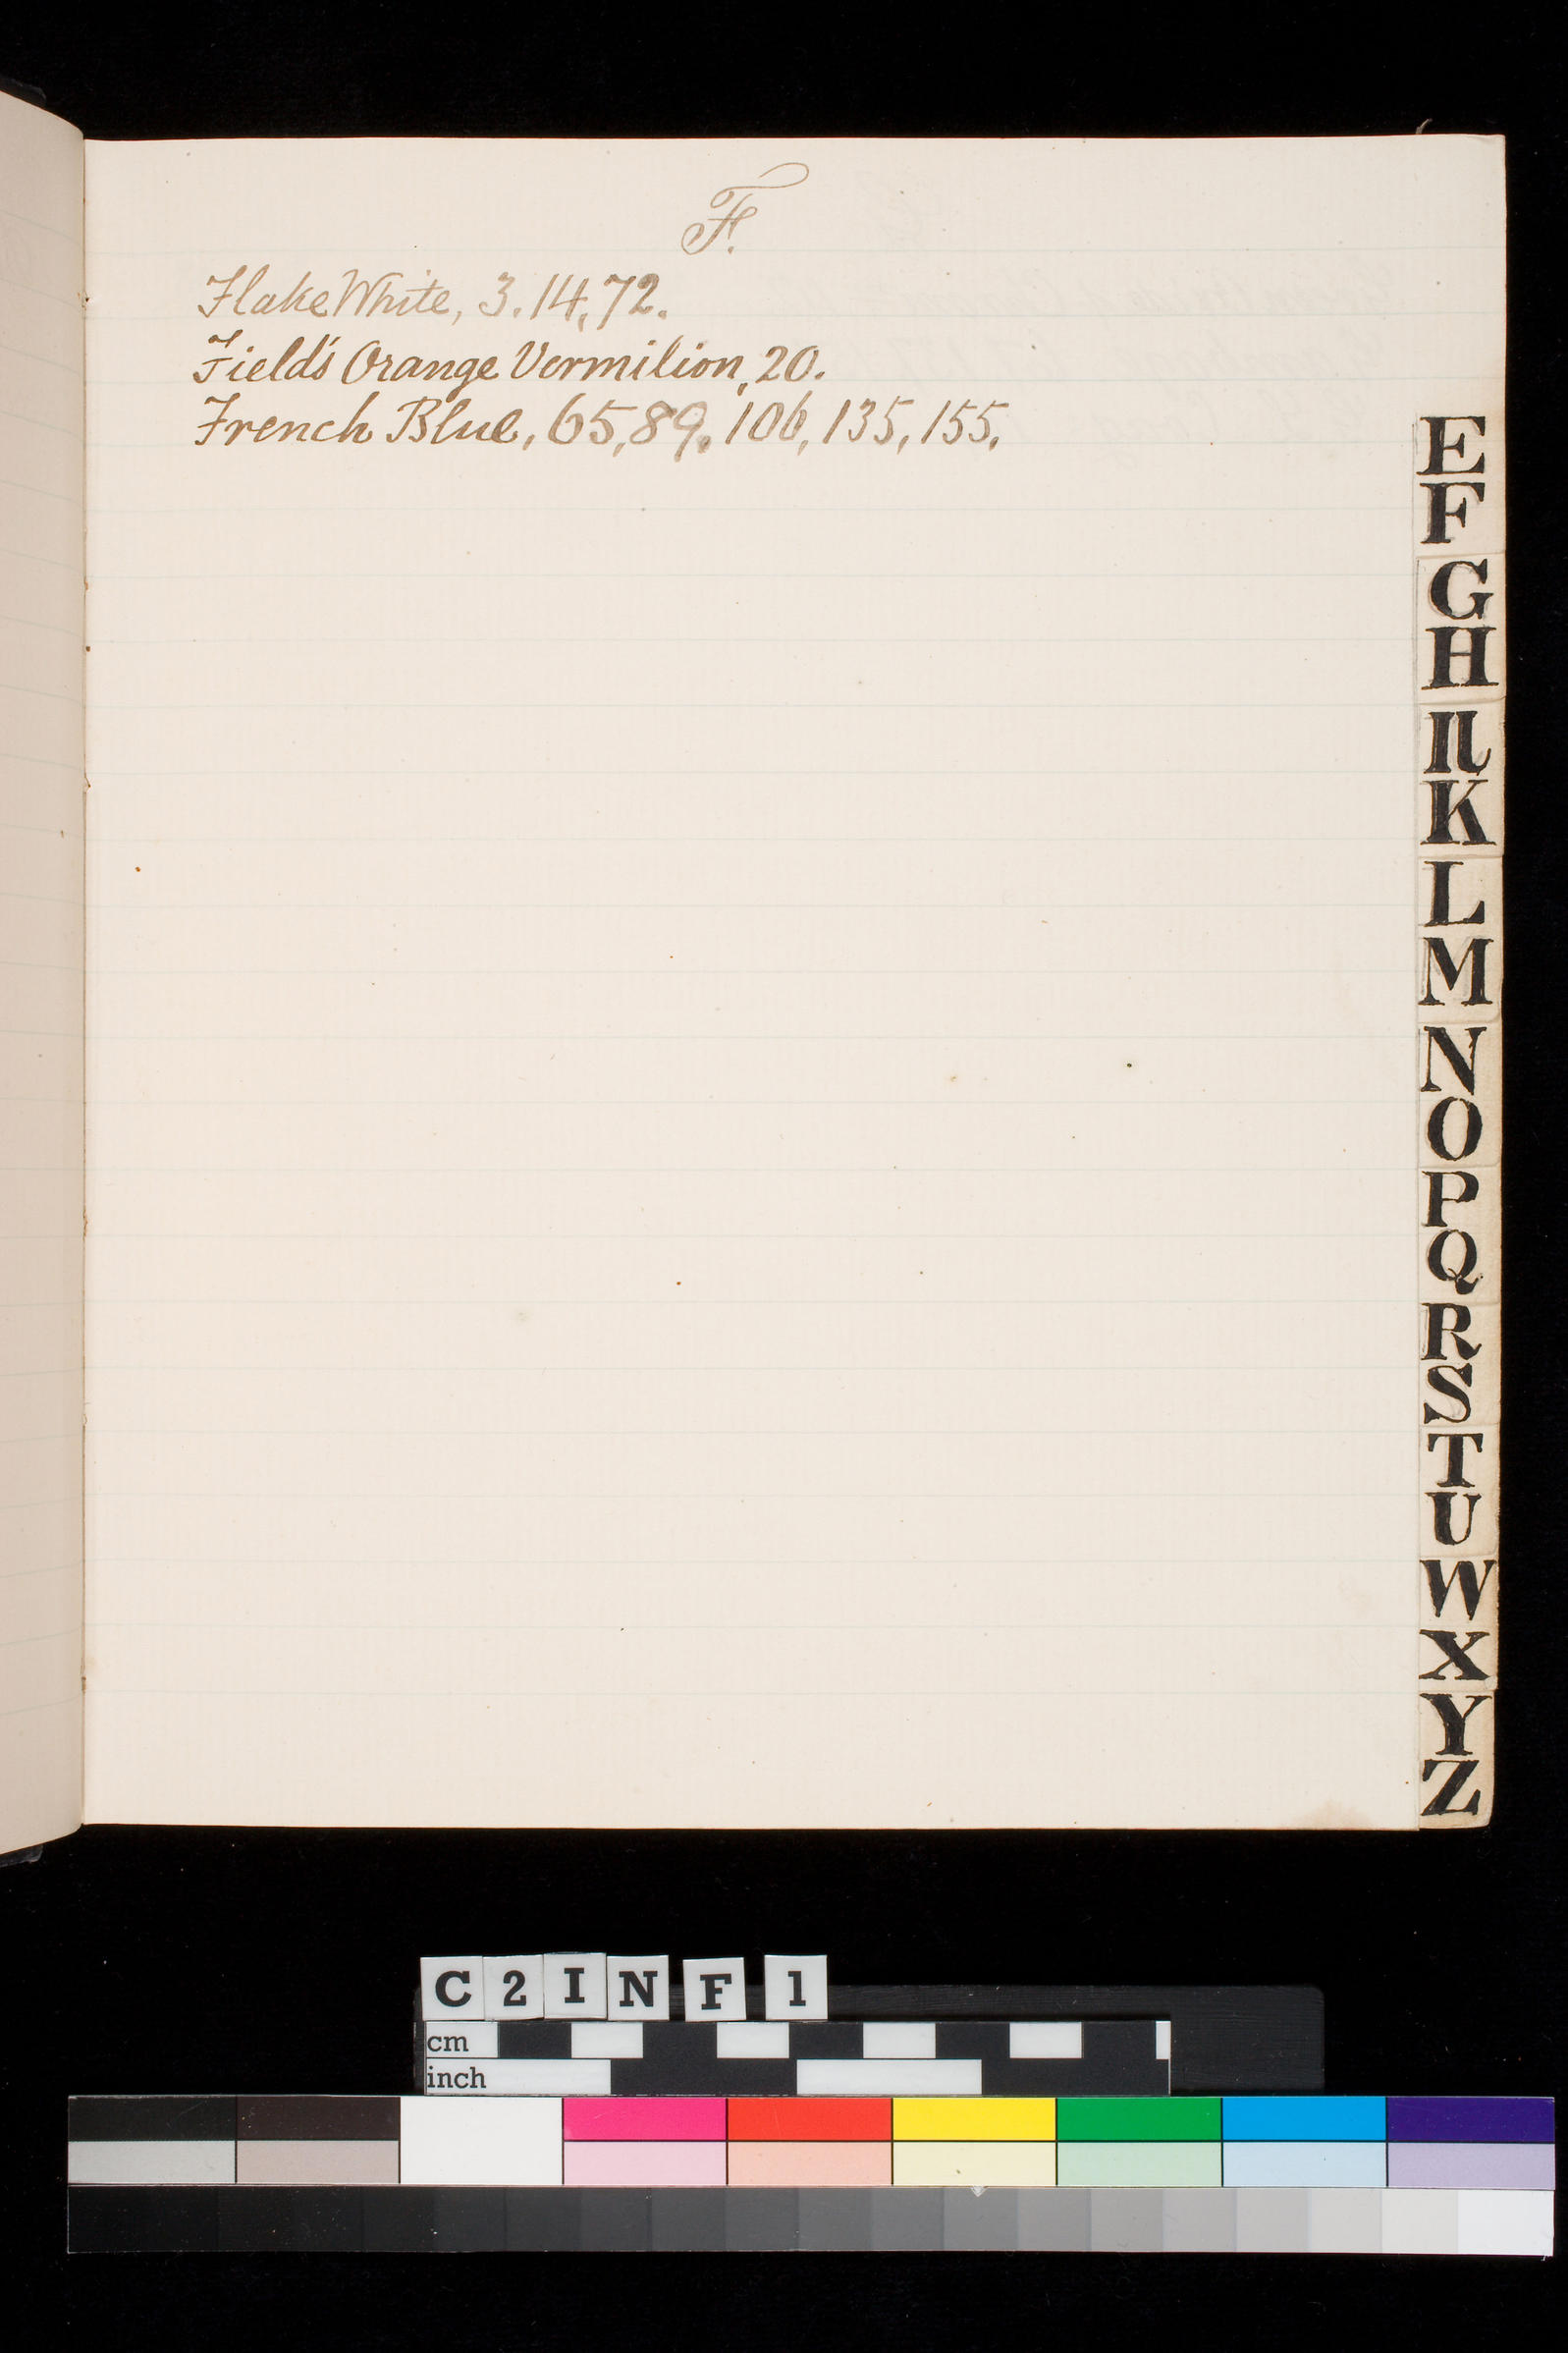 F.
Flake White, 3. 14, 72.
Field's Orange Vermilion, 20.
French Blue, 65, 89, 106, 135, 155.
E
F
G
H
IJ
K
L
M
N
O
P
Q
R
S
T
U
W
X
Y
Z
C2IN F 1
cm
inch